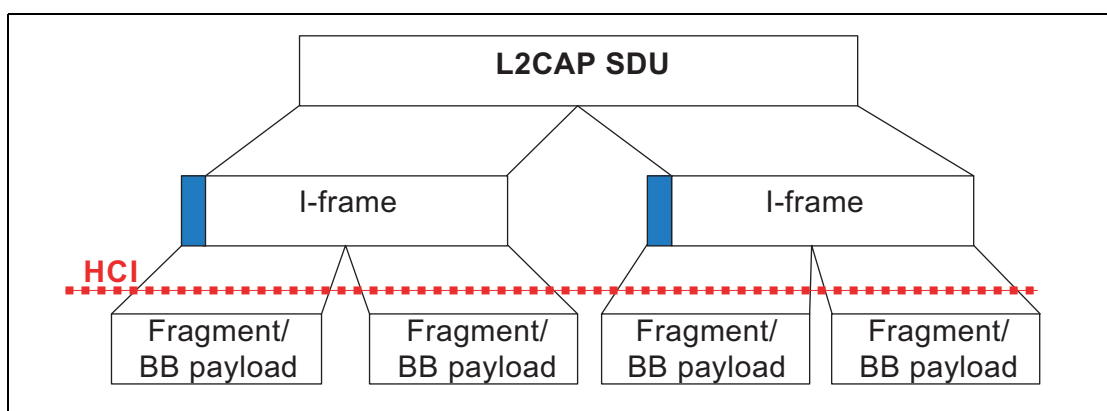 L2CAP SDU
I-frame
I-frame
HCI
Fragment/
BB payload
Fragment/
BB payload
Fragment/
BB payload
Fragment/
BB payload